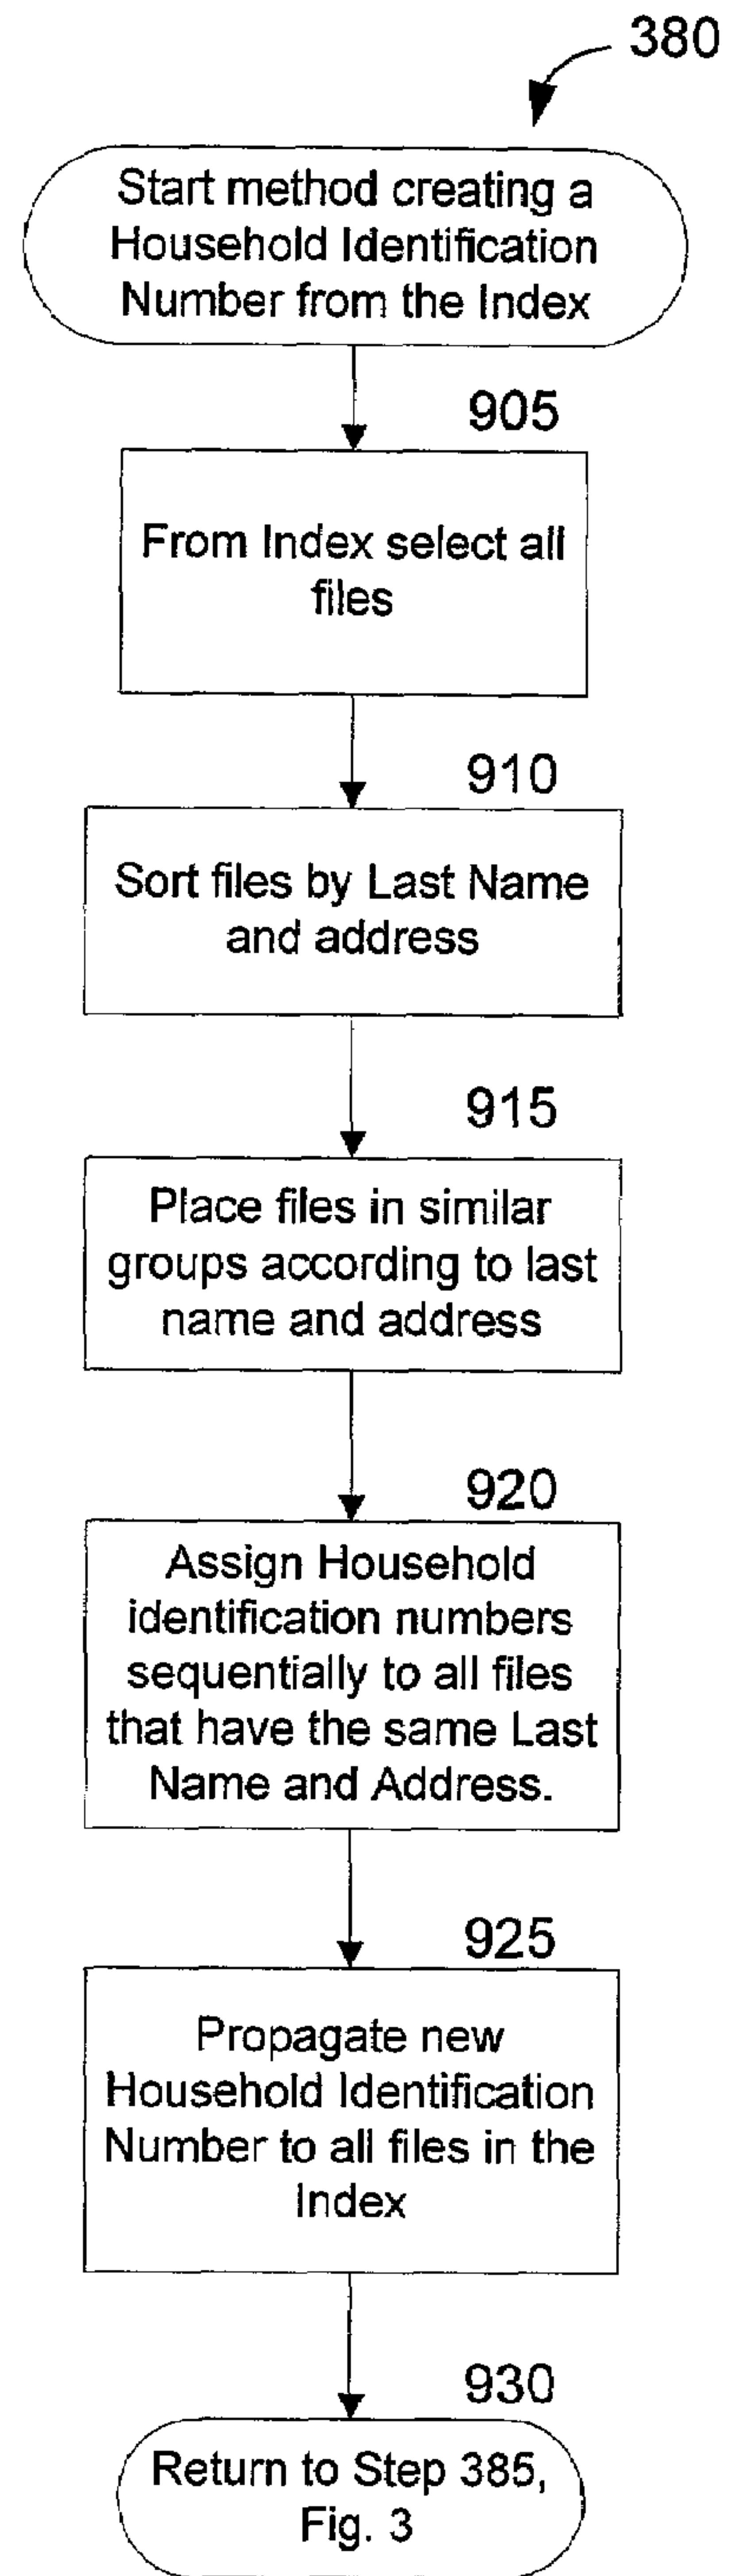 380
Start method creating a
Household Identification
Number from the Index
905
From Index select all
files
910
Sort files by Last Name
and address
915
Place files in similar
groups according to last
name and address
920
Assign Household
identification numbers
sequentially to all files
that have the same Last
Name and Address.
925
Propagate new
Household Identification
Number to all files in the
Index
930
Return to Step 385,
Fig. 3